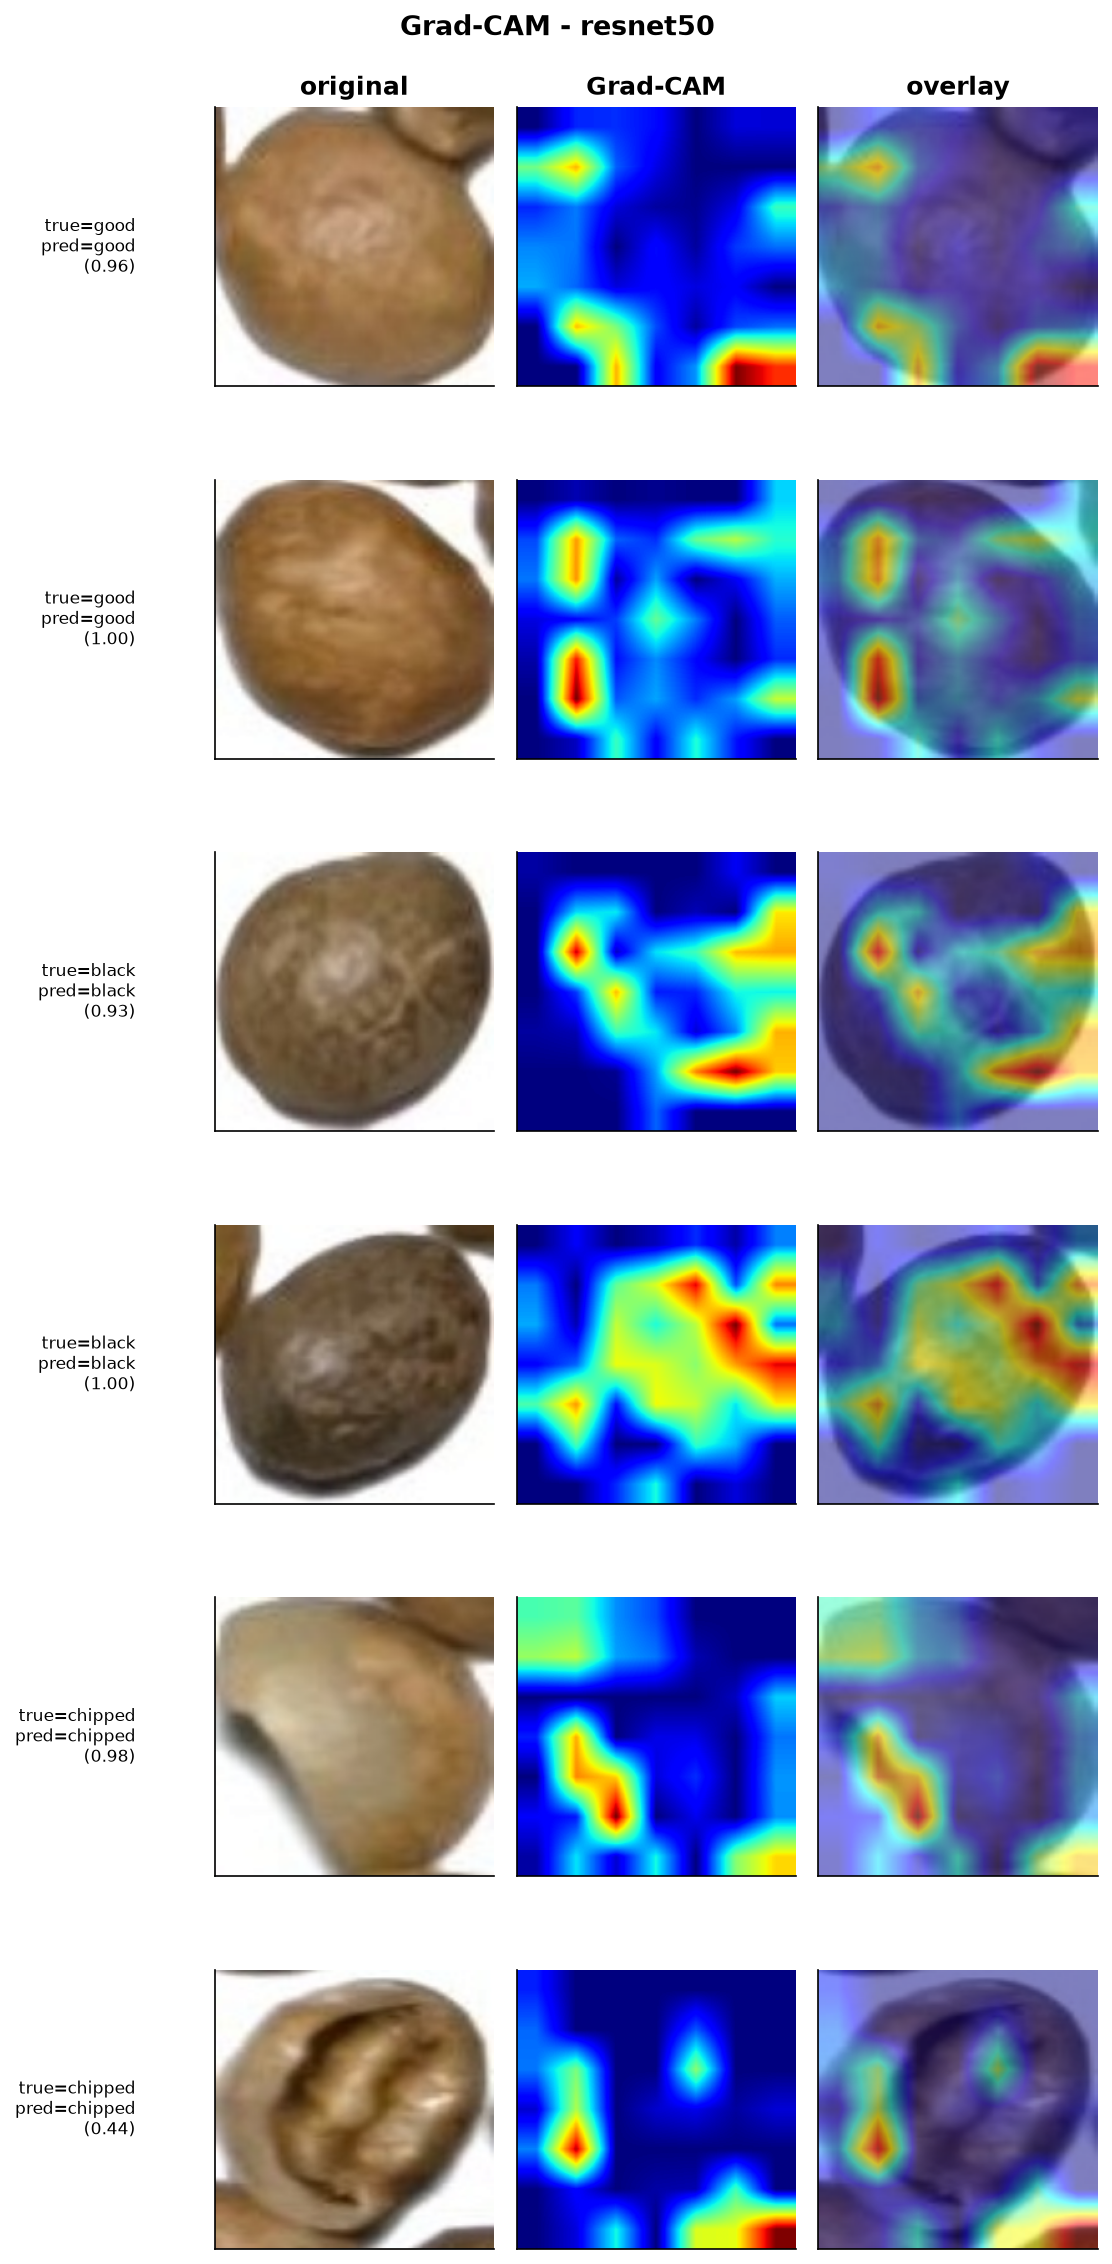 Grad-CAM - resnet50
original Grad-CAM overlay
true=good
pred=good
(0.96)
true=good
pred=good
(1.00)
true=black
pred=black
(0.93)
true=black
pred=black
(1.00)
true=chipped
pred=chipped
(0.98)
true=chipped
pred=chipped
(0.44)